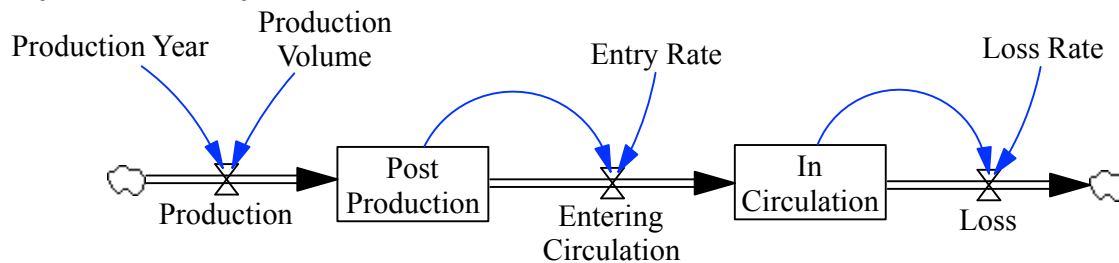 Production Year
Production
Volume
Entry Rate
Loss Rate
Post
Production
In
Circulation
Production
Entering
Circulation
Loss